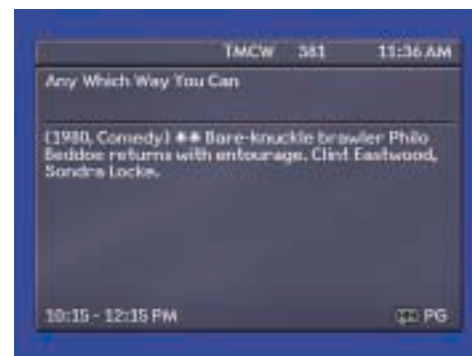 TMCW 381 11:36 AM
Any Which Way You Can
(1980, Comedy) ** Bare-knuckle brawler Philo
Beddoe returns with entourage. Clint Eastwood,
Sondra Locke.
10:15 - 12:15 PM PG